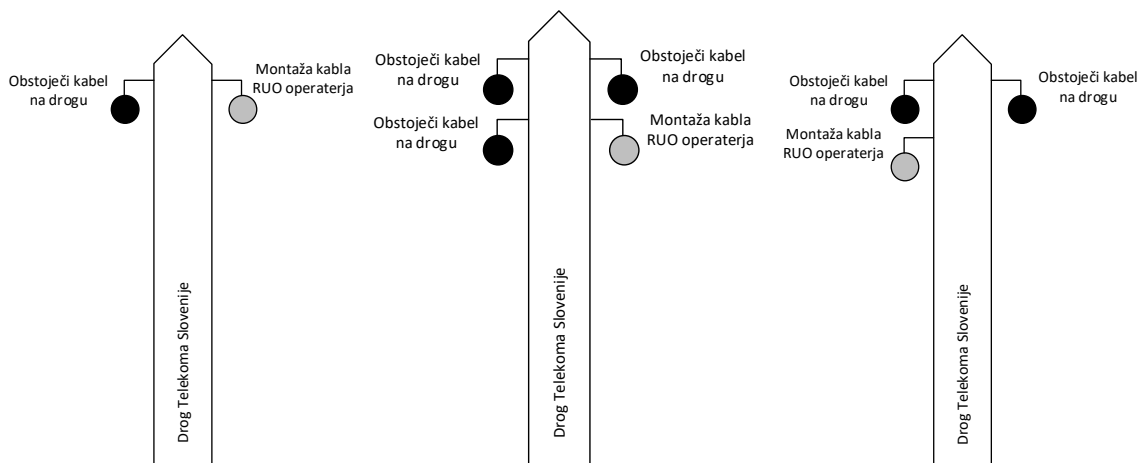 Obstoječi kabel
na drogu
Montaža kabla
RUO operaterja
Drog Telekoma Slovenije
Obstoječi kabel
na drogu
Obstoječi kabel
na drogu
Obstoječi kabel
na drogu
Montaža kabla
RUO operaterja
Drog Telekoma Slovenije
Obstoječi kabel
na drogu
Obstoječi kabel
na drogu
Montaža kabla
RUO operaterja
Drog Telekoma Slovenije